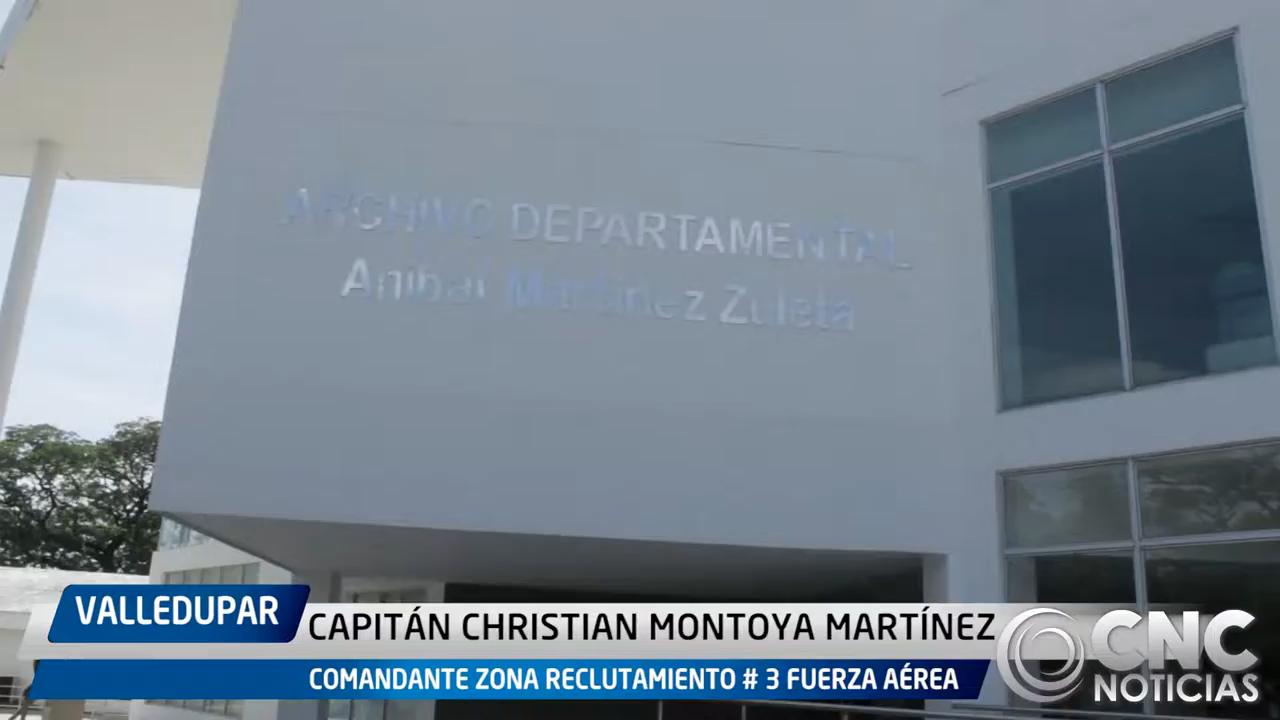 ARCHIVO DEPARTAMENTAL
Aníbal Martínez Zuleta
VALLEDUPAR
CAPITÁN CHRISTIAN MONTOYA MARTÍNEZ
COMANDANTE ZONA RECLUTAMIENTO # 3 FUERZA AÉREA
CNC
NOTICIAS